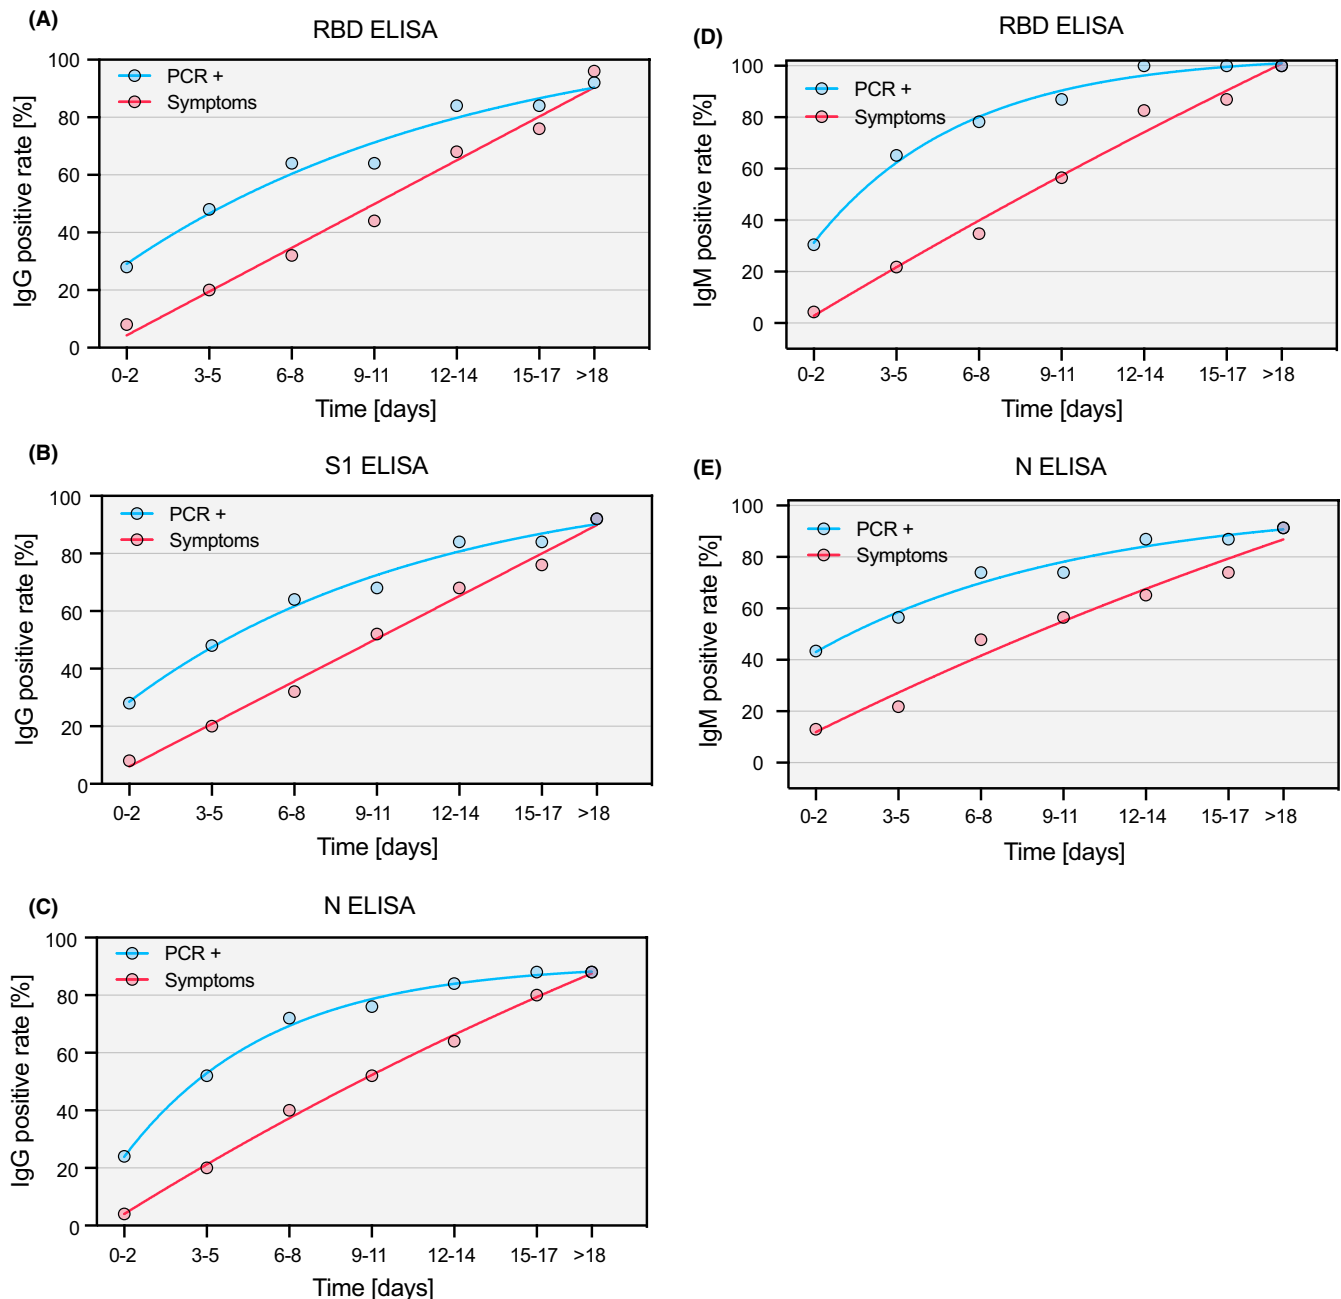 (A)
RBD ELISA
PCR +
Symptoms
IgG positive rate [%]
100
80
60
40
20
0
0-2 3-5 6-8 9-11 12-14 15-17 >18
Time [days]
(B)
S1 ELISA
PCR +
Symptoms
IgG positive rate [%]
100
80
60
40
20
0
0-2 3-5 6-8 9-11 12-14 15-17 >18
Time [days]
(C)
N ELISA
PCR +
Symptoms
IgG positive rate [%]
100
80
60
40
20
0
0-2 3-5 6-8 9-11 12-14 15-17 >18
Time [days]
(D)
RBD ELISA
PCR +
Symptoms
IgM positive rate [%]
100
80
60
40
20
0
0-2 3-5 6-8 9-11 12-14 15-17 >18
Time [days]
(E)
N ELISA
PCR +
Symptoms
IgM positive rate [%]
100
80
60
40
20
0
0-2 3-5 6-8 9-11 12-14 15-17 >18
Time [days]